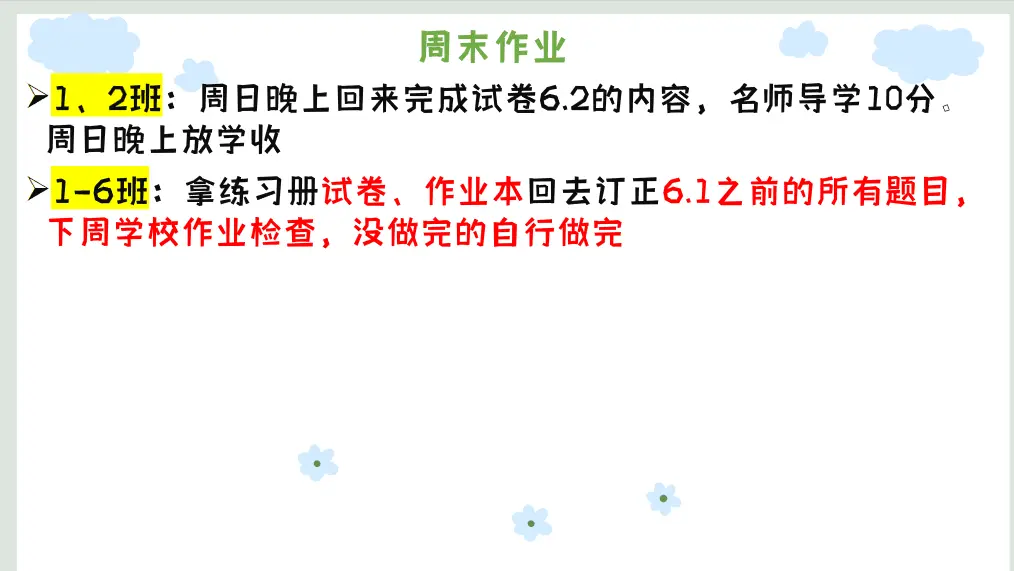 周末作业
1、2班：周日晚上回来完成试卷6.2的内容，名师导学10分。
周日晚上放学收
1-6班：拿练习册试卷、作业本回去订正6.1之前的所有题目，
下周学校作业检查，没做完的自行做完